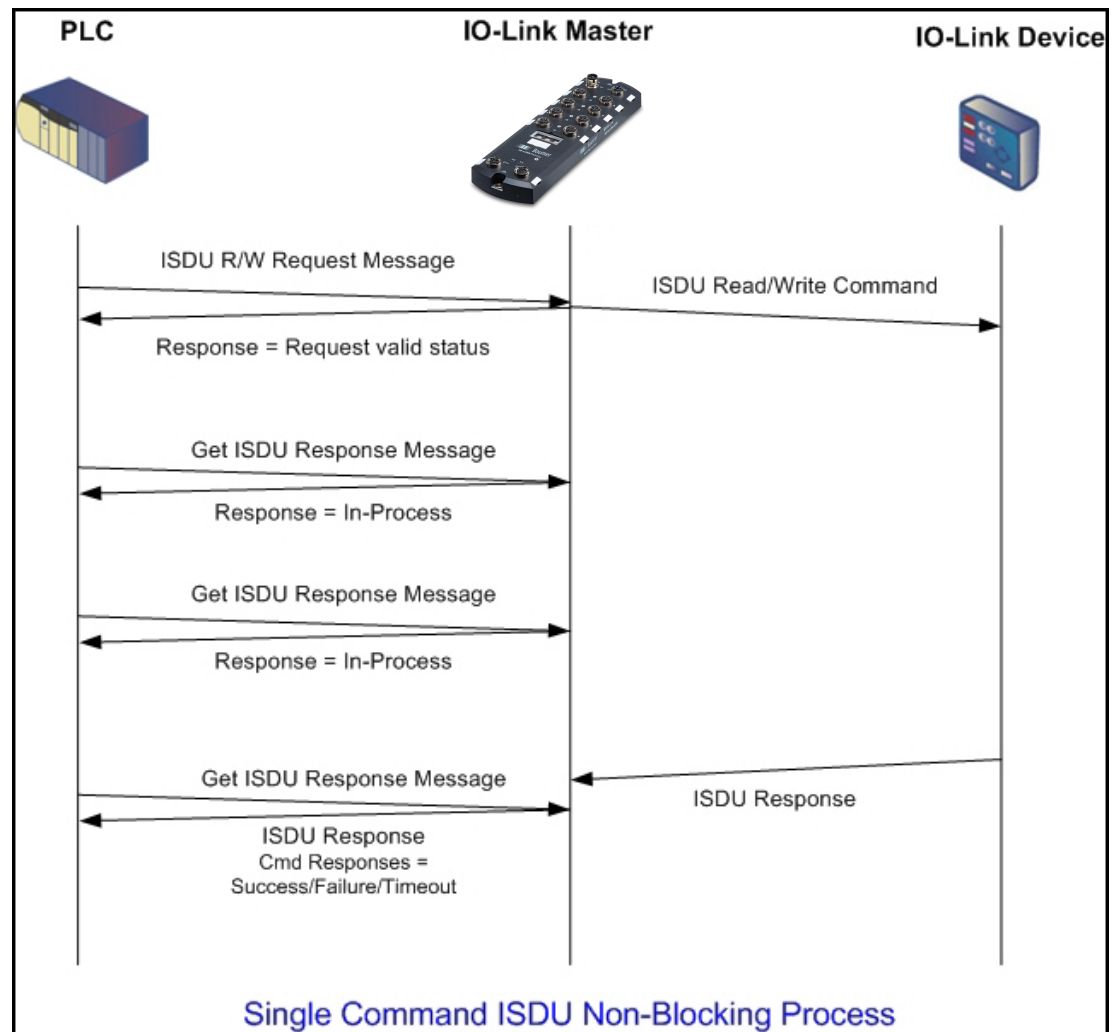 PLC
IO-Link Master
IO-Link Device
ISDU R/W Request Message
ISDU Read/Write Command
Response = Request valid status
Get ISDU Response Message
Response = In-Process
Get ISDU Response Message
Response = In-Process
Get ISDU Response Message
ISDU Response
ISDU Response
Cmd Responses =
Success/Failure/Timeout
Single Command ISDU Non-Blocking Process